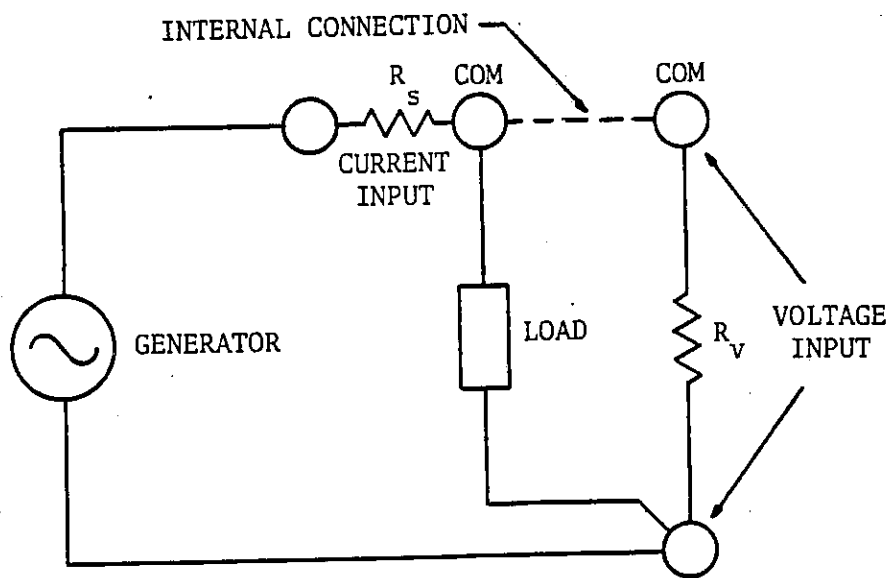 INTERNAL CONNECTION
R
s
COM
COM
CURRENT
INPUT
GENERATOR
LOAD
R
V
VOLTAGE
INPUT